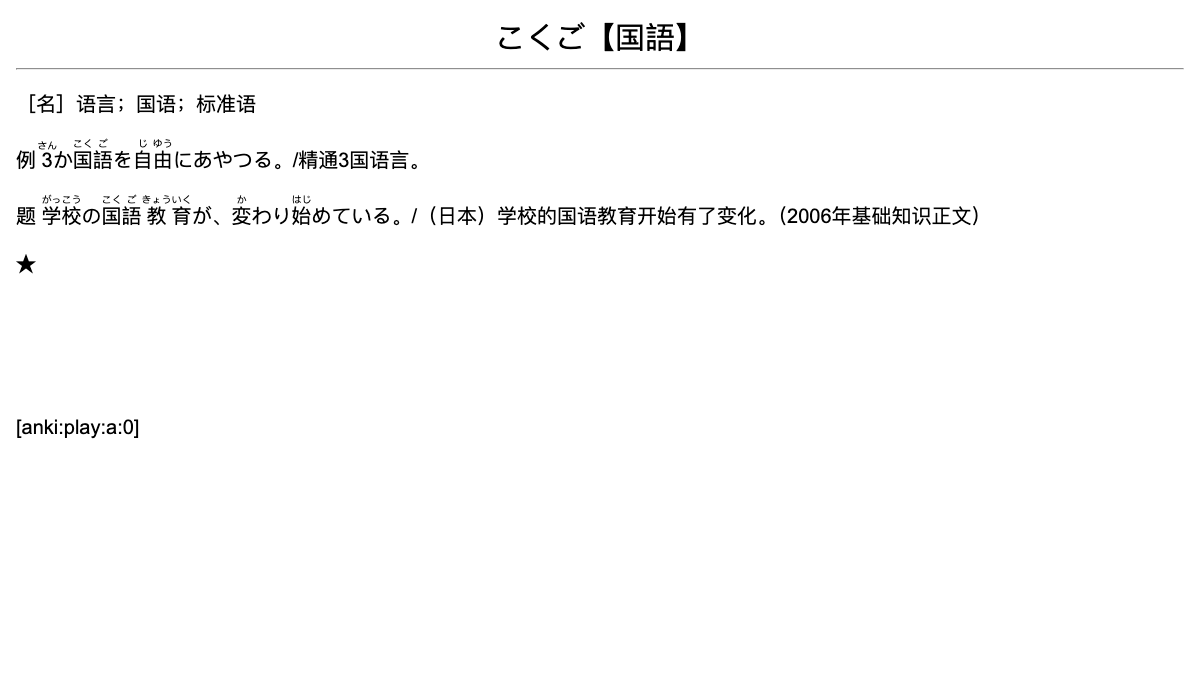 こくご【国語】
［名］语言；国语；标准语
さん こく ご じ ゆう
例 3か国語を自由にあやつる。/精通3国语言。
がっこう こく ご きょういく か はじ
题 学校の国語教育が、変わり始めている。/（日本）学校的国语教育开始有了变化。（2006年基础知识正文）
★
[anki:play:a:0]